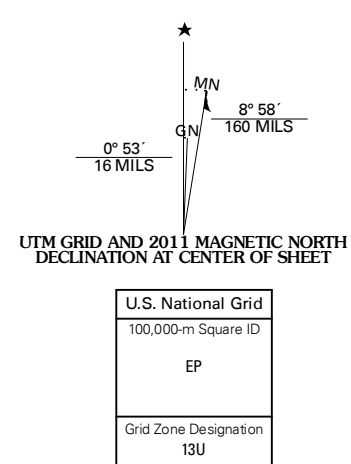 MN
GN
8° 58´
160 MILS
0° 53´
16 MILS
UTM GRID AND 2011 MAGNETIC NORTH
DECLINATION AT CENTER OF SHEET
U.S. National Grid
100,000-m Square ID
EP
Grid Zone Designation
13U